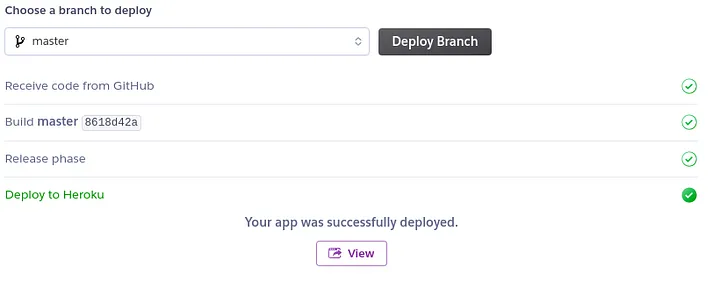 Choose a branch to deploy
master
Deploy Branch
Receive code from GitHub
Build master 8618d42a
Release phase
Deploy to Heroku
Your app was successfully deployed.
View